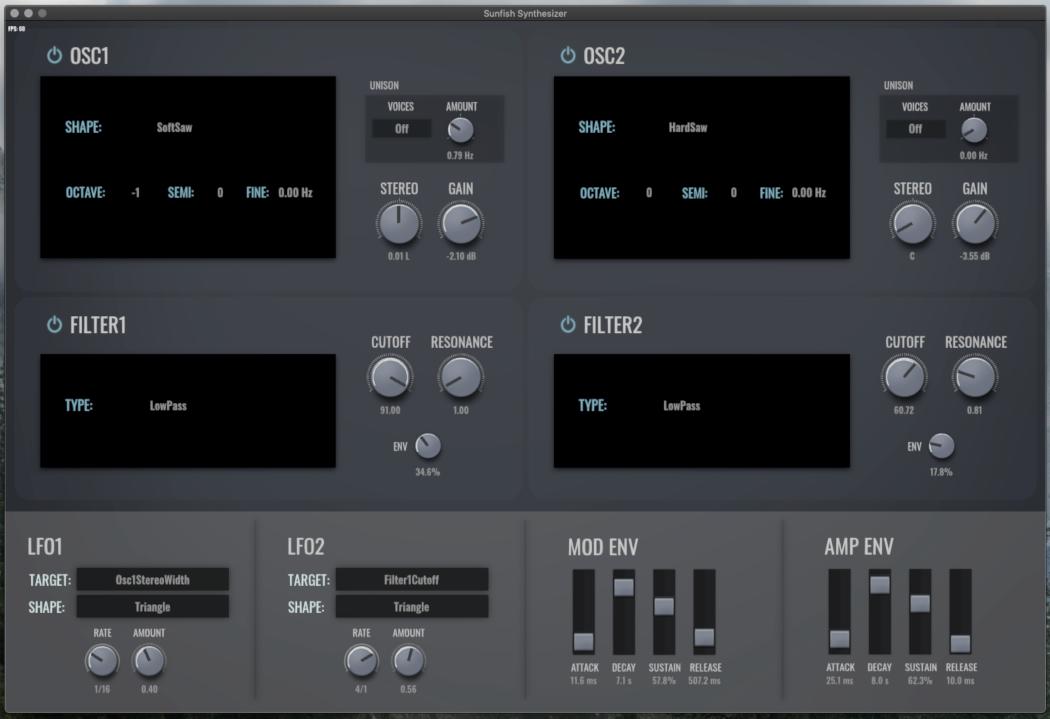 Sunfish Synthesizer
FPS: 60
OSC1
SHAPE: SoftSaw
OCTAVE: -1 SEMI: 0 FINE: 0.00 Hz
UNISON
VOICES AMOUNT
Off
0.79 Hz
STEREO GAIN
0.01 L -2.10 dB
OSC2
SHAPE: HardSaw
OCTAVE: 0 SEMI: 0 FINE: 0.00 Hz
UNISON
VOICES AMOUNT
Off
0.00 Hz
STEREO GAIN
C -3.55 dB
FILTER1
TYPE: LowPass
CUTOFF RESONANCE
91.00 1.00
ENV
34.6%
FILTER2
TYPE: LowPass
CUTOFF RESONANCE
60.72 0.81
ENV
17.8%
LFO1
TARGET: Osc1StereoWidth
SHAPE: Triangle
RATE AMOUNT
1/16 0.40
LFO2
TARGET: Filter1Cutoff
SHAPE: Triangle
RATE AMOUNT
4/1 0.56
MOD ENV
ATTACK DECAY SUSTAIN RELEASE
11.6 ms 7.1 s 57.8% 507.2 ms
AMP ENV
ATTACK DECAY SUSTAIN RELEASE
25.1 ms 8.0 s 62.3% 10.0 ms